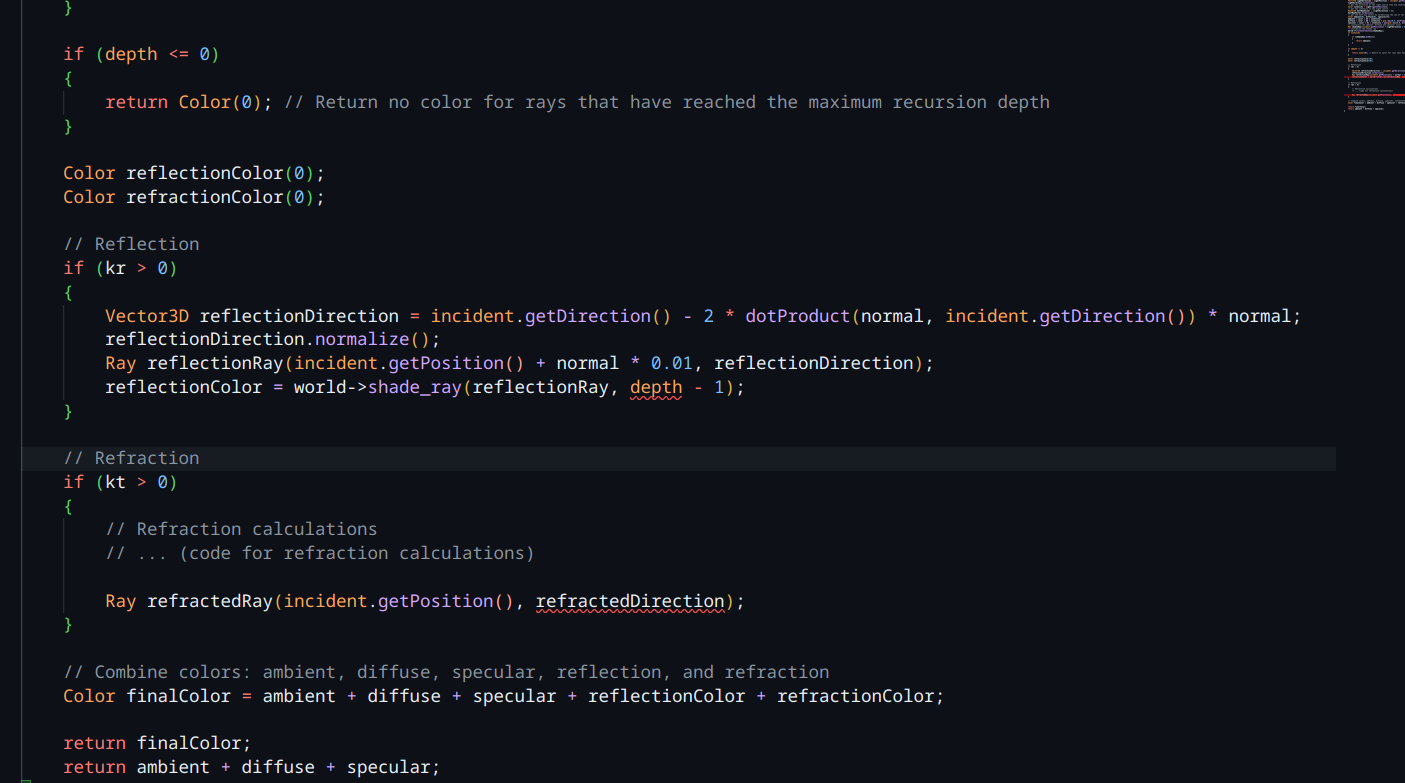 }
if (depth <= 0)
{
return Color(0); // Return no color for rays that have reached the maximum recursion depth
}
Color reflectionColor(0);
Color refractionColor(0);
// Reflection
if (kr > 0)
{
Vector3D reflectionDirection = incident.getDirection() - 2 * dotProduct(normal, incident.getDirection()) * normal;
reflectionDirection.normalize();
Ray reflectionRay(incident.getPosition() + normal * 0.01, reflectionDirection);
reflectionColor = world->shade_ray(reflectionRay, depth - 1);
}
// Refraction
if (kt > 0)
{
// Refraction calculations
// ... (code for refraction calculations)
Ray refractedRay(incident.getPosition(), refractedDirection);
}
// Combine colors: ambient, diffuse, specular, reflection, and refraction
Color finalColor = ambient + diffuse + specular + reflectionColor + refractionColor;
return finalColor;
return ambient + diffuse + specular;